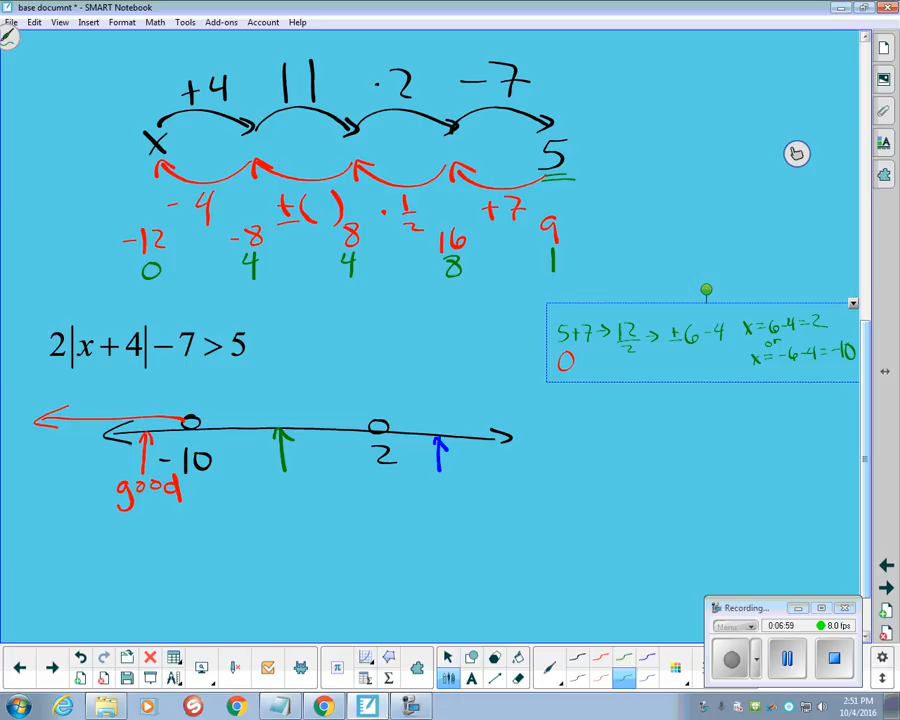 base documnt * - SMART Notebook
File Edit View Insert Format Math Tools Add-ons Account Help
+4 || ·2 -7
x 5
-4 ±( ) ·1/2 +7
-12 -8 8 16 9
0 4 4 8 1
5+7→12/2→±6-4 x=6-4=2
or
x=-6-4=-10
0
2|x+4|-7>5
-10 2
good
Recording...
Menu
0:06:59 8.0 fps
2:51 PM
10/4/2016